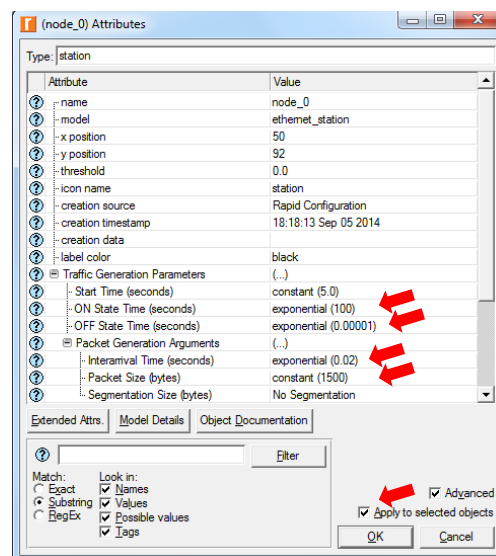 (node_0) Attributes
Type: station
Attribute Value
name node_0
model ethernet_station
x position 50
y position 92
threshold 0.0
icon name station
creation source Rapid Configuration
creation timestamp 18:18:13 Sep 05 2014
creation data
label color black
Traffic Generation Parameters (...)
Start Time (seconds) constant (5.0)
ON State Time (seconds) exponential (100)
OFF State Time (seconds) exponential (0.00001)
Packet Generation Arguments (...)
Interarrival Time (seconds) exponential (0.02)
Packet Size (bytes) constant (1500)
Segmentation Size (bytes) No Segmentation
Extended Attrs. Model Details Object Documentation
Filter
Match: Look in:
Exact Names
Substring Values
RegEx Possible values
Tags
Advanced
Apply to selected objects
OK Cancel